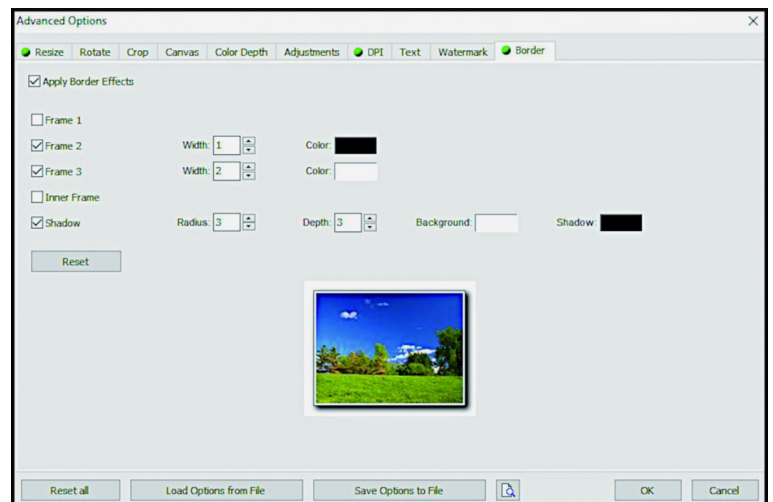 Advanced Options
Resize Rotate Crop Canvas Color Depth Adjustments DPI Text Watermark Border
Apply Border Effects
Frame 1
Frame 2 Width: 1 Color:
Frame 3 Width: 2 Color:
Inner Frame
Shadow Radius: 3 Depth: 3 Background: Shadow:
Reset
Reset all Load Options from File Save Options to File OK Cancel